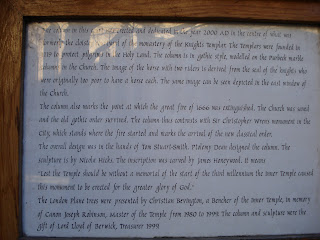 The column in this court was erected and dedicated in the year 2000 AD in the centre of what was
formerly the cloister courtyard of the monastery of the Knights Templar. The Templars were founded in
to protect pilgrims in the Holy Land. The column is in gothic style, modelled on the Purbeck marble
columns in the Church. The image of the horse with two riders is derived from the seal of the knights who
were originally too poor to have a horse each. The same image can be seen depicted in the east window of
the Church.
The column also marks the point at which the great fire of 1666 was extinguished. The Church was saved
and the old gothic order survived. The column thus contrasts with Sir Christopher Wren's monument in the
City, which stands where the fire started and marks the arrival of the new classical order.
The overall design was in the hands of Tom Stuart-Smith. Ptolemy Dean designed the column. The
sculpture is by Nicola Hicks. The inscription was carved by James Honeywood. It means
'Lest the Temple should be without a memorial of the start of the third millennium the Inner Temple caused
this monument to be erected for the greater glory of God.'
The London Plane trees were presented by Christian Bevington, a Bencher of the Inner Temple, in memory
of Canon Joseph Robinson, Master of the Temple from 1980 to 1999. The column and sculpture were the
gift of Lord Lloyd of Berwick, Treasurer 1999